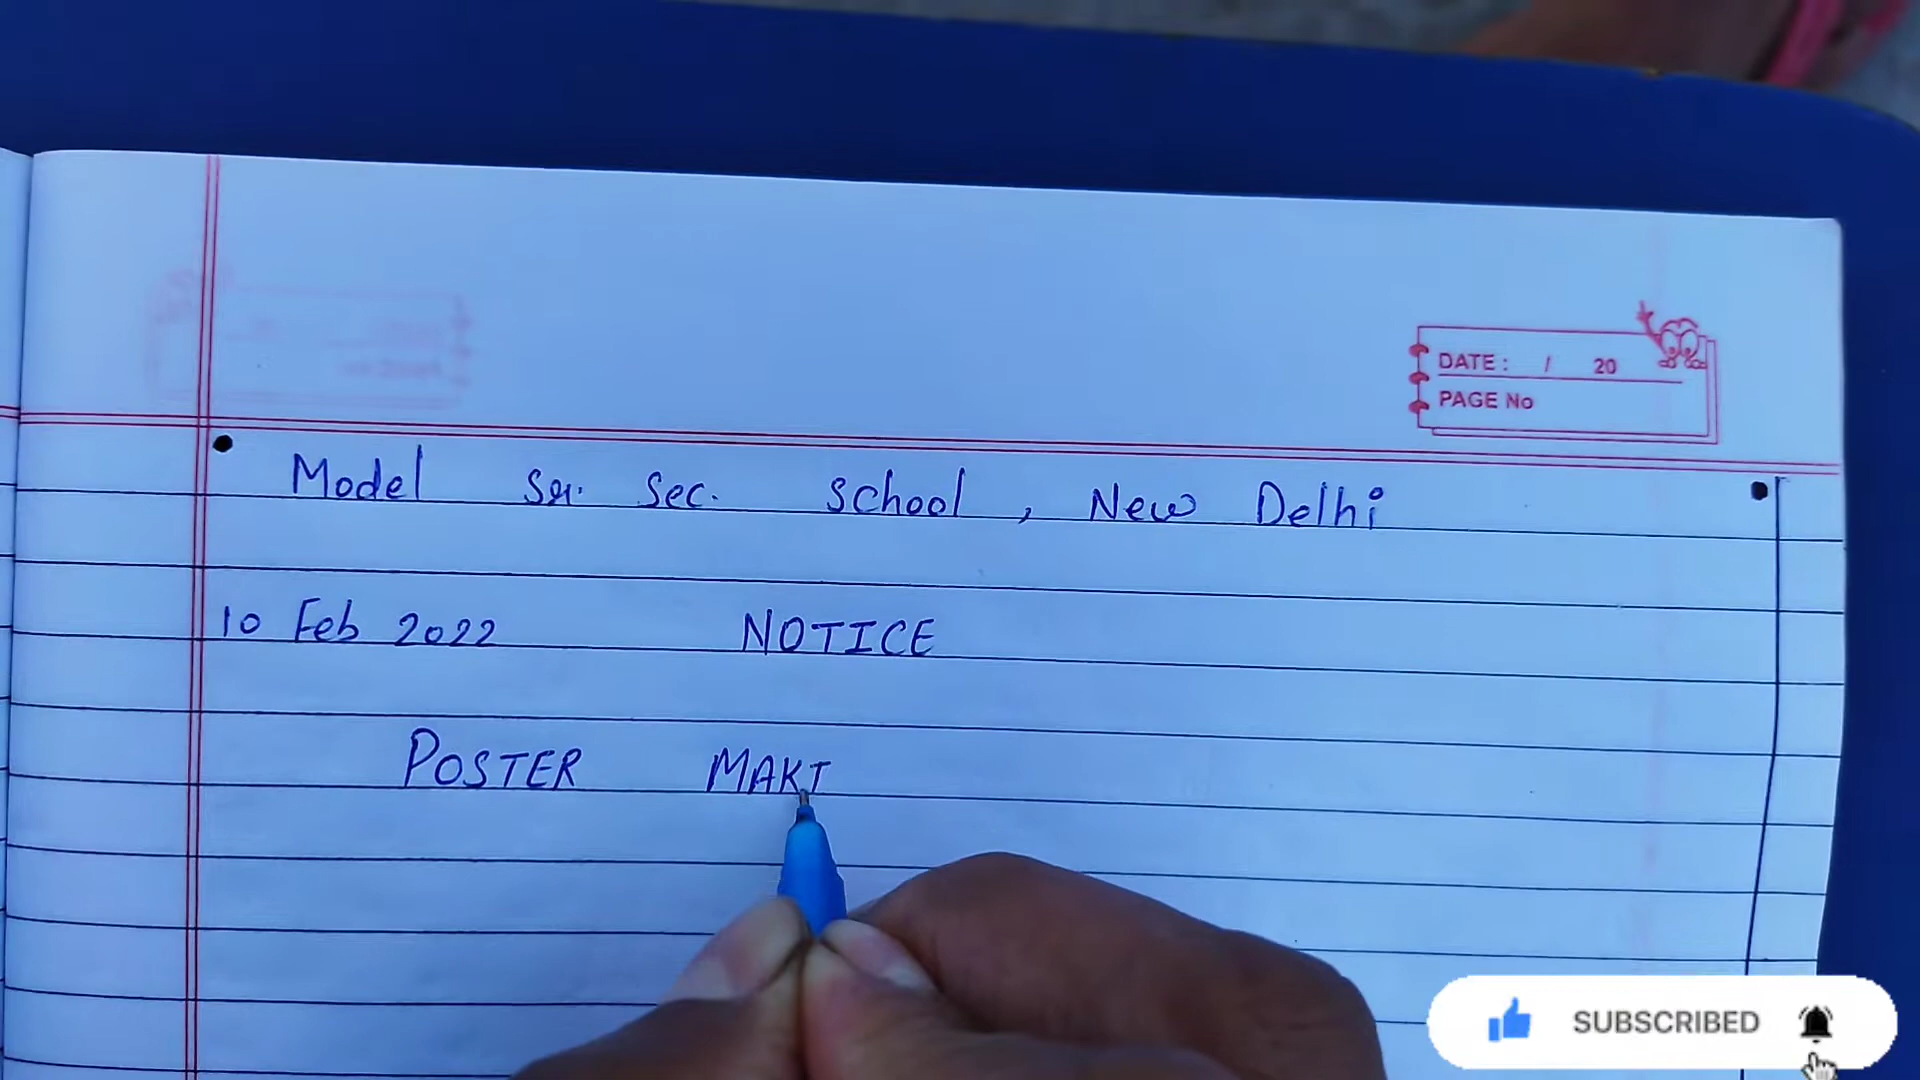 DATE : / 20
PAGE No
Model Sr. Sec. School, New Delhi
10 Feb 2022 NOTICE
POSTER MAKI
SUBSCRIBED